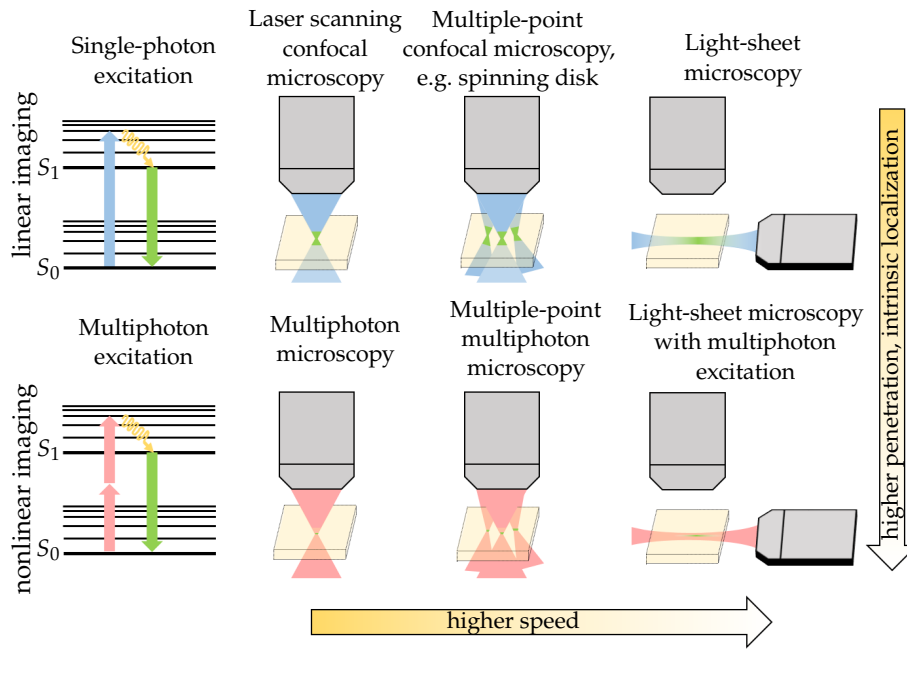 Single-photon
excitation
Laser scanning
confocal
microscopy
Multiple-point
confocal microscopy,
e.g. spinning disk
Light-sheet
microscopy
linear imaging
S1
S0
Multiphoton
excitation
Multiphoton
microscopy
Multiple-point
multiphoton
microscopy
Light-sheet microscopy
with multiphoton
excitation
nonlinear imaging
S1
S0
higher penetration, intrinsic localization
higher speed